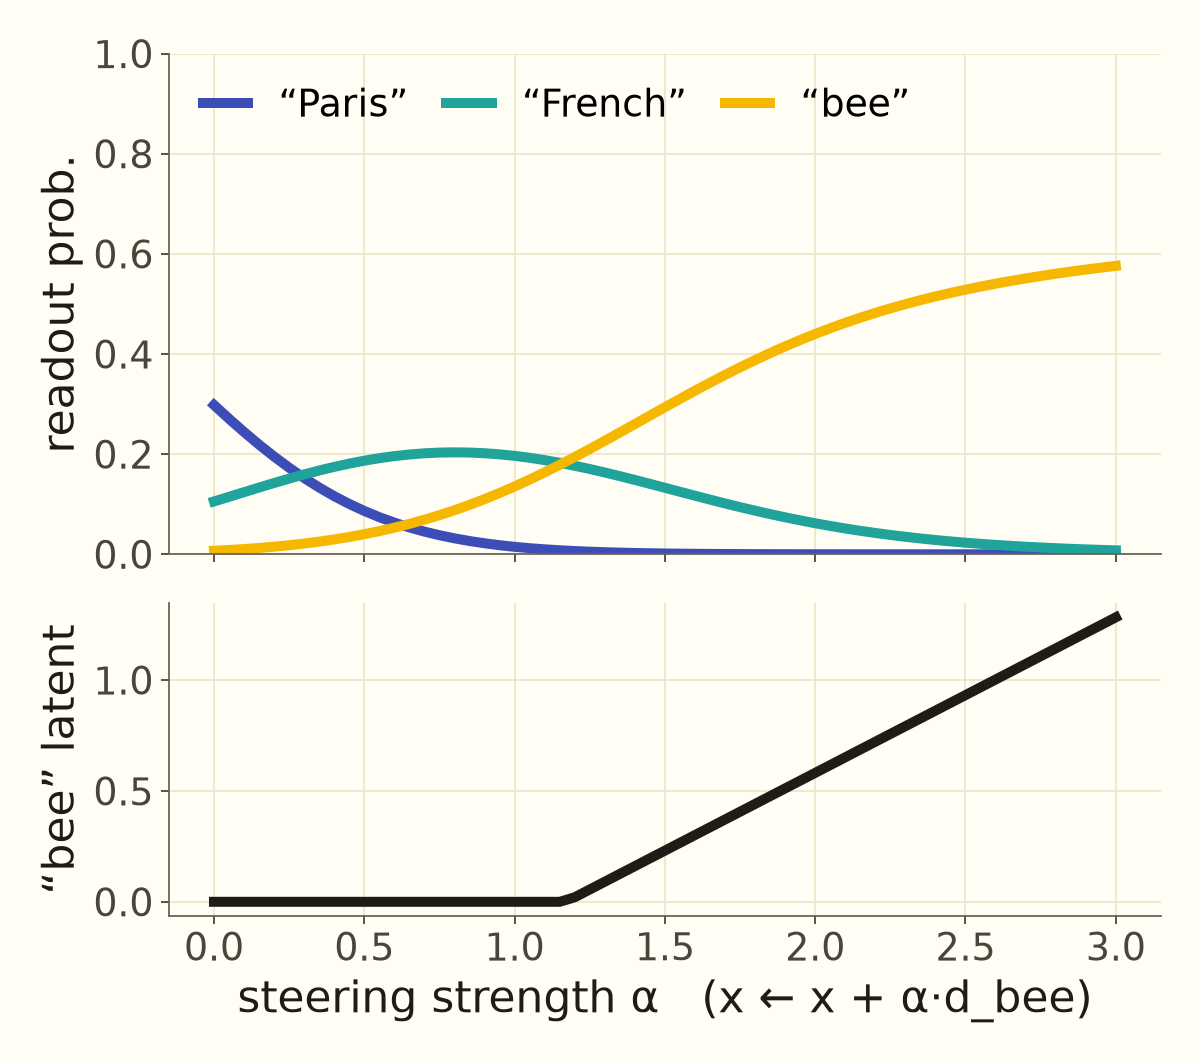 “Paris” “French” “bee”
readout prob.
1.0
0.8
0.6
0.4
0.2
0.0
“bee” latent
1.0
0.5
0.0
0.0 0.5 1.0 1.5 2.0 2.5 3.0
steering strength α (x ← x + α·d_bee)